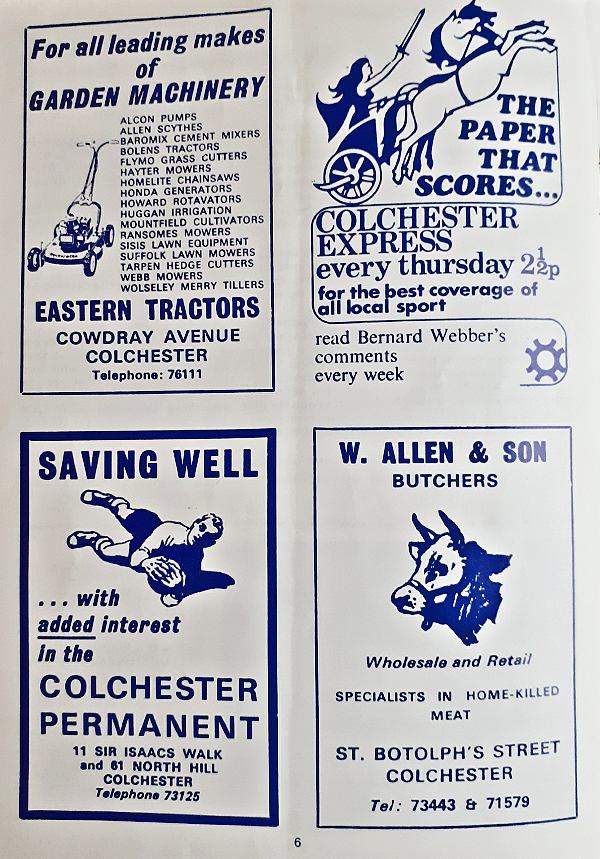 For all leading makes
of
GARDEN MACHINERY
ALCON PUMPS
ALLEN SCYTHES
BAROMIX CEMENT MIXERS
BOLENS TRACTORS
FLYMO GRASS CUTTERS
HAYTER MOWERS
HOMELITE CHAINSAWS
HONDA GENERATORS
HOWARD ROTAVATORS
HUGGAN IRRIGATION
MOUNTFIELD CULTIVATORS
RANSOMES MOWERS
SISIS LAWN EQUIPMENT
SUFFOLK LAWN MOWERS
TARPEN HEDGE CUTTERS
WEBB MOWERS
WOLSELEY MERRY TILLERS
EASTERN TRACTORS
COWDRAY AVENUE
COLCHESTER
Telephone: 76111
THE
PAPER
THAT
SCORES...
COLCHESTER
EXPRESS
every thursday 2½p
for the best coverage of
all local sport
read Bernard Webber's
comments
every week
SAVING WELL
... with
added interest
in the
COLCHESTER
PERMANENT
11 SIR ISAACS WALK
and 61 NORTH HILL
COLCHESTER
Telephone 73125
W. ALLEN & SON
BUTCHERS
Wholesale and Retail
SPECIALISTS IN HOME-KILLED
MEAT
ST. BOTOLPH'S STREET
COLCHESTER
Tel: 73443 & 71579
6